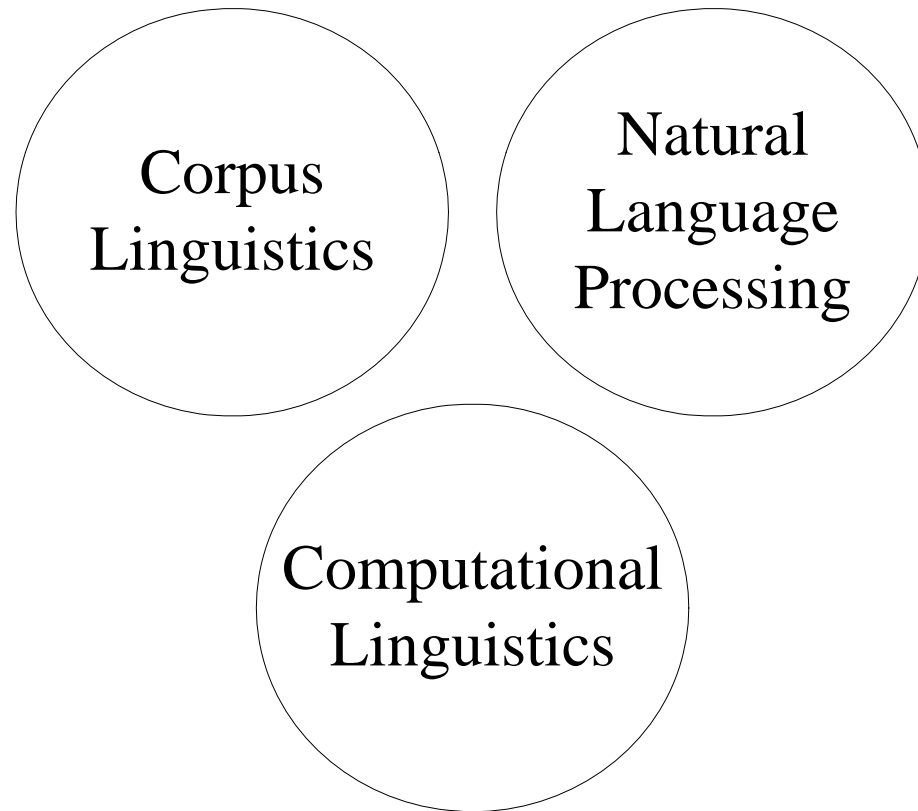 Corpus
Linguistics
Natural
Language
Processing
Computational
Linguistics